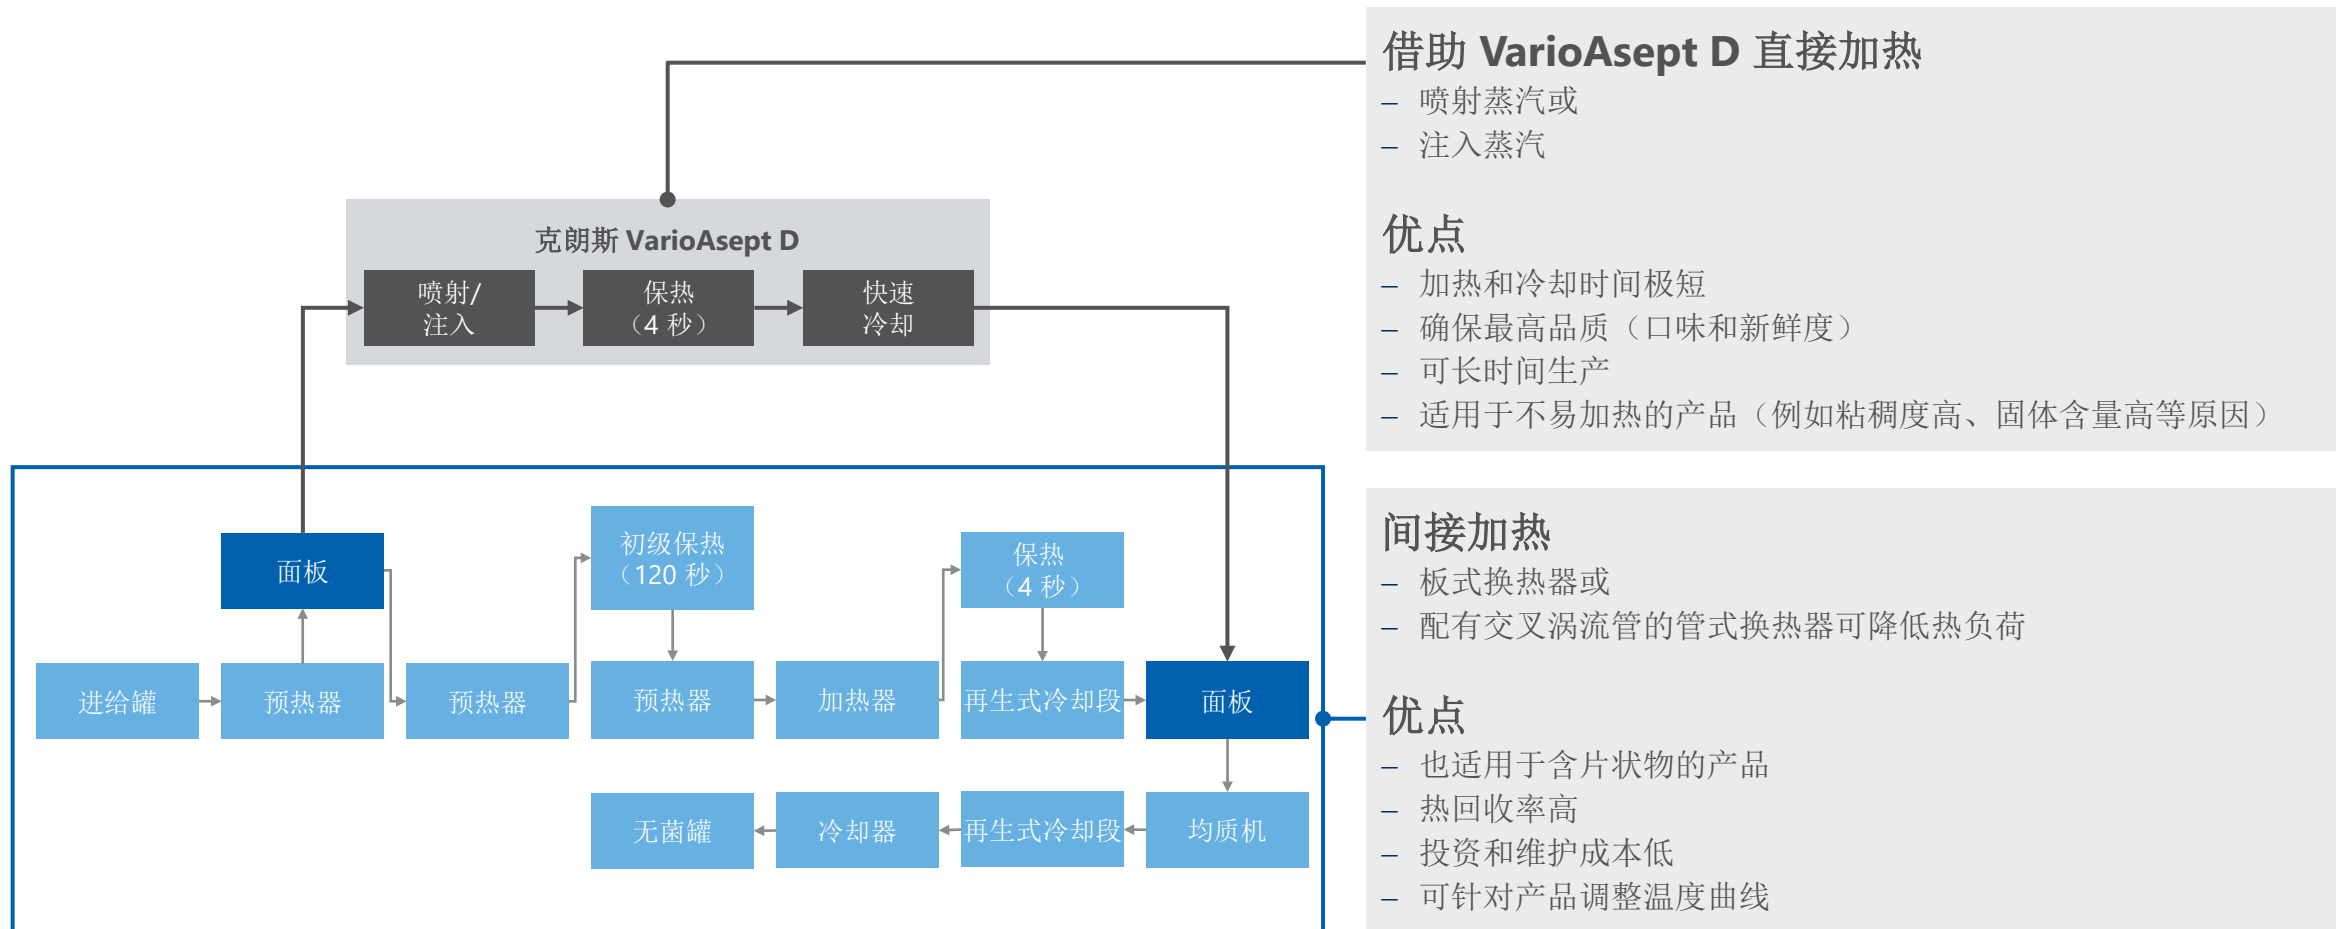 借助 VarioAsept D 直接加热
– 喷射蒸汽或
– 注入蒸汽
优点
– 加热和冷却时间极短
– 确保最高品质（口味和新鲜度）
– 可长时间生产
– 适用于不易加热的产品（例如粘稠度高、固体含量高等原因）
克朗斯 VarioAsept D
喷射/
注入
保热
（4 秒）
快速
冷却
面板
初级保热
（120 秒）
保热
（4 秒）
进给罐
预热器
预热器
预热器
加热器
再生式冷却段
面板
无菌罐
冷却器
再生式冷却段
均质机
间接加热
– 板式换热器或
– 配有交叉涡流管的管式换热器可降低热负荷
优点
– 也适用于含片状物的产品
– 热回收率高
– 投资和维护成本低
– 可针对产品调整温度曲线